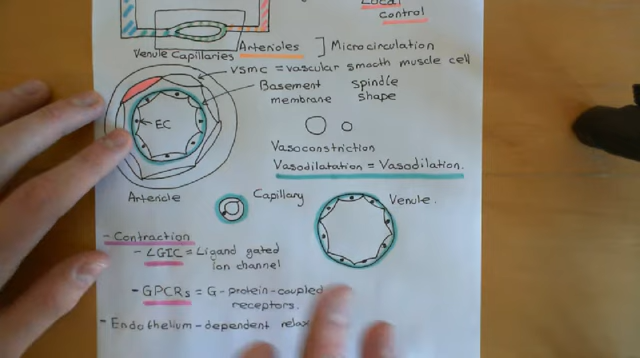 Local
control
Venule Capillaries Arterioles ] Microcirculation
VSMC = vascular smooth muscle cell
Basement spindle
membrane shape
EC
Vasoconstriction
Vasodilatation = Vasodilation.
Arteriole
Capillary
Venule.
- Contraction
- LGIC = Ligand gated
ion channel
- GPCRs = G-protein-coupled
receptors.
- Endothelium-dependent